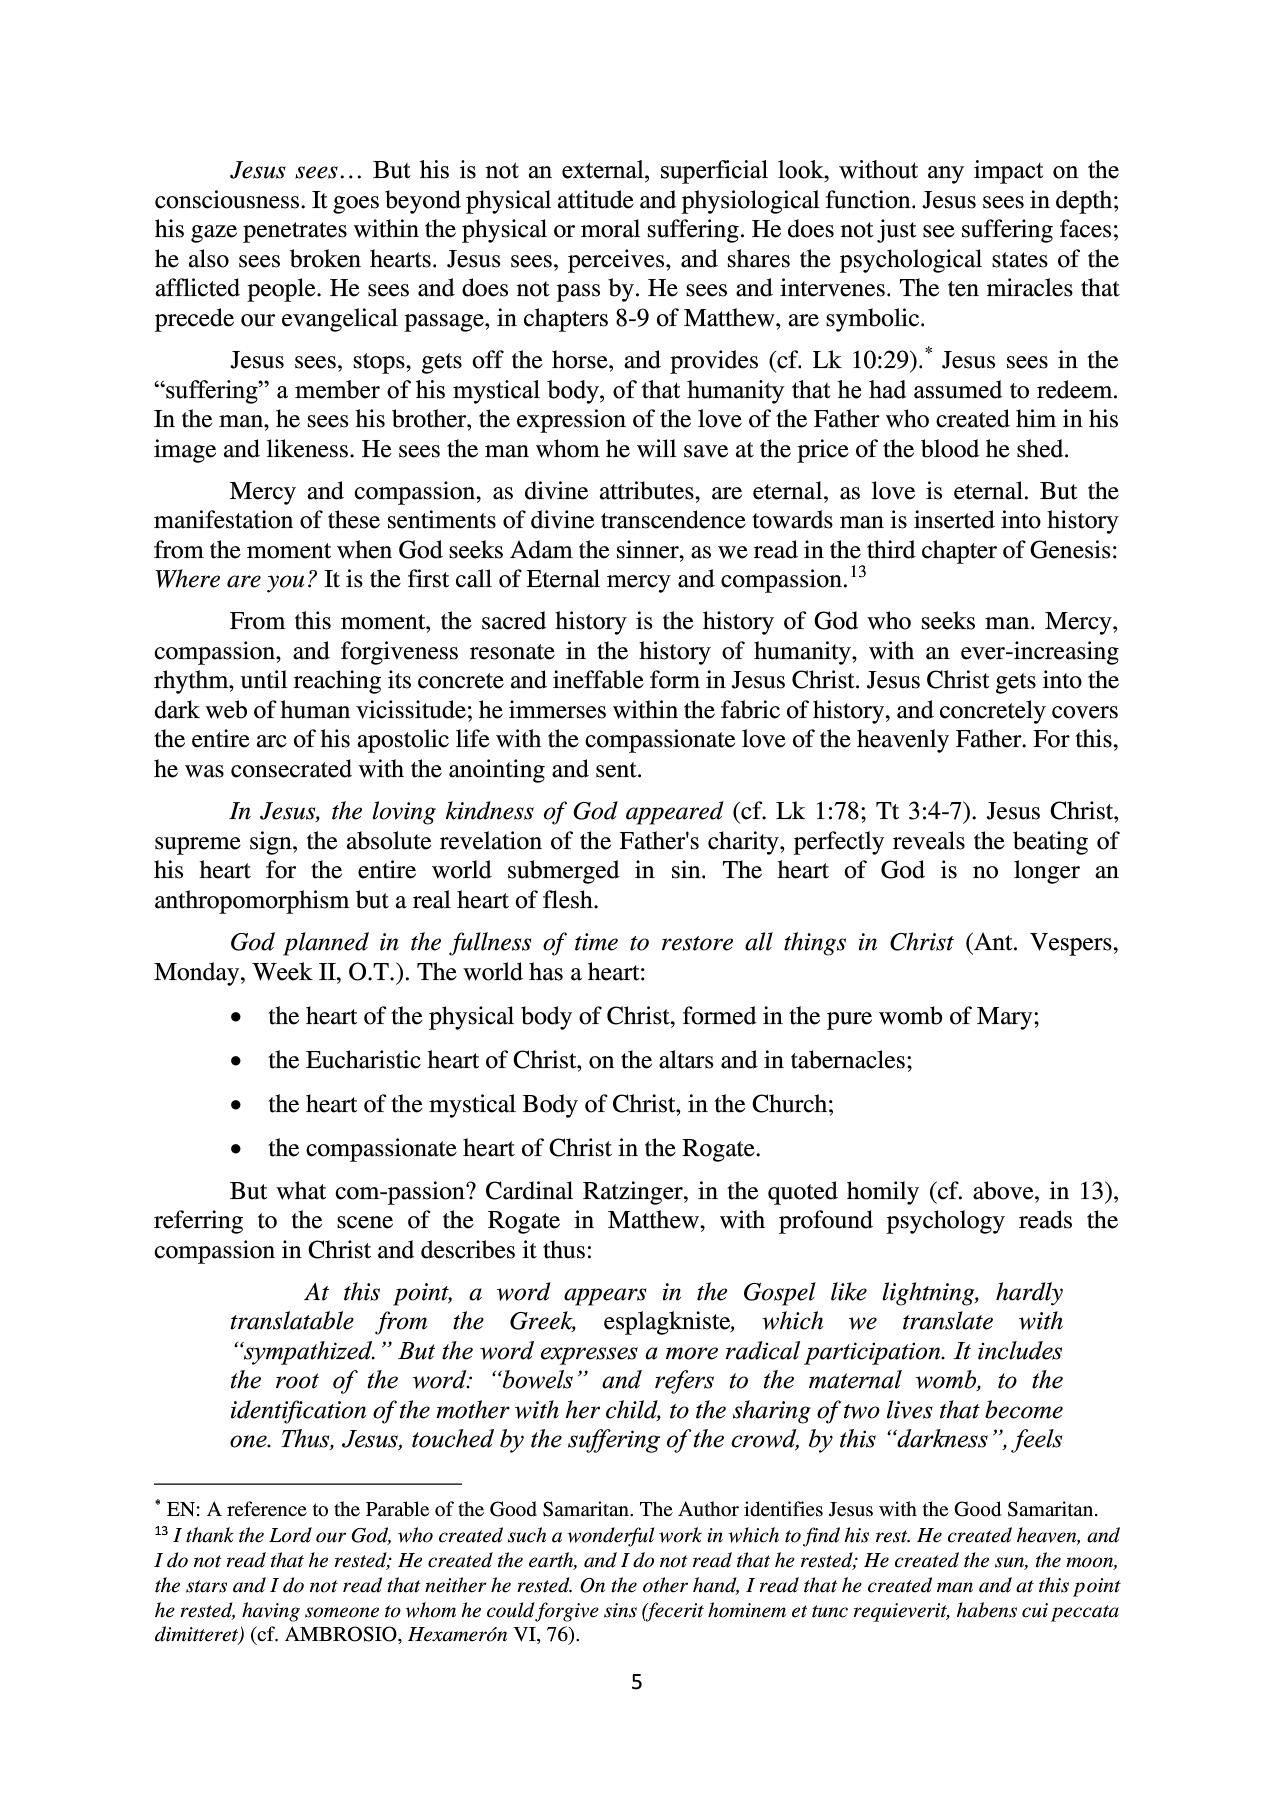 Jesus sees… But his is not an external, superficial look, without any impact on the
consciousness. It goes beyond physical attitude and physiological function. Jesus sees in depth;
his gaze penetrates within the physical or moral suffering. He does not just see suffering faces;
he also sees broken hearts. Jesus sees, perceives, and shares the psychological states of the
afflicted people. He sees and does not pass by. He sees and intervenes. The ten miracles that
precede our evangelical passage, in chapters 8-9 of Matthew, are symbolic.
Jesus sees, stops, gets off the horse, and provides (cf. Lk 10:29).* Jesus sees in the
“suffering” a member of his mystical body, of that humanity that he had assumed to redeem.
In the man, he sees his brother, the expression of the love of the Father who created him in his
image and likeness. He sees the man whom he will save at the price of the blood he shed.
Mercy and compassion, as divine attributes, are eternal, as love is eternal. But the
manifestation of these sentiments of divine transcendence towards man is inserted into history
from the moment when God seeks Adam the sinner, as we read in the third chapter of Genesis:
Where are you? It is the first call of Eternal mercy and compassion.13
From this moment, the sacred history is the history of God who seeks man. Mercy,
compassion, and forgiveness resonate in the history of humanity, with an ever-increasing
rhythm, until reaching its concrete and ineffable form in Jesus Christ. Jesus Christ gets into the
dark web of human vicissitude; he immerses within the fabric of history, and concretely covers
the entire arc of his apostolic life with the compassionate love of the heavenly Father. For this,
he was consecrated with the anointing and sent.
In Jesus, the loving kindness of God appeared (cf. Lk 1:78; Tt 3:4-7). Jesus Christ,
supreme sign, the absolute revelation of the Father's charity, perfectly reveals the beating of
his heart for the entire world submerged in sin. The heart of God is no longer an
anthropomorphism but a real heart of flesh.
God planned in the fullness of time to restore all things in Christ (Ant. Vespers,
Monday, Week II, O.T.). The world has a heart:
• the heart of the physical body of Christ, formed in the pure womb of Mary;
• the Eucharistic heart of Christ, on the altars and in tabernacles;
• the heart of the mystical Body of Christ, in the Church;
• the compassionate heart of Christ in the Rogate.
But what com-passion? Cardinal Ratzinger, in the quoted homily (cf. above, in 13),
referring to the scene of the Rogate in Matthew, with profound psychology reads the
compassion in Christ and describes it thus:
At this point, a word appears in the Gospel like lightning, hardly
translatable from the Greek, esplagkniste, which we translate with
“sympathized.” But the word expresses a more radical participation. It includes
the root of the word: “bowels” and refers to the maternal womb, to the
identification of the mother with her child, to the sharing of two lives that become
one. Thus, Jesus, touched by the suffering of the crowd, by this “darkness”, feels
* EN: A reference to the Parable of the Good Samaritan. The Author identifies Jesus with the Good Samaritan.
13 I thank the Lord our God, who created such a wonderful work in which to find his rest. He created heaven, and
I do not read that he rested; He created the earth, and I do not read that he rested; He created the sun, the moon,
the stars and I do not read that neither he rested. On the other hand, I read that he created man and at this point
he rested, having someone to whom he could forgive sins (fecerit hominem et tunc requieverit, habens cui peccata
dimitteret) (cf. AMBROSIO, Hexamerón VI, 76).
5